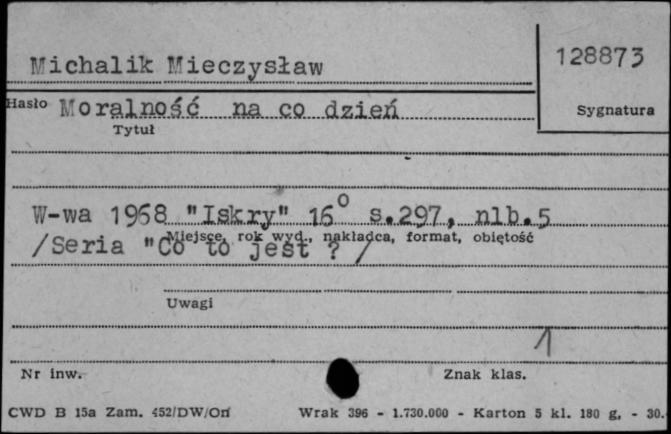 Michalik Mieczysław
128873
Hasło Moralność na co dzień
Sygnatura
Tytuł
W-wa 1968 "Iskry" 16° s.297, nlb.5
Miejsce, rok wyd., nakładca, format, objętość
/Seria "Co to jest ? /
Uwagi
1
Nr inw.
Znak klas.
CWD B 15a Zam. 452/DW/On Wrak 396 - 1.730.000 - Karton 5 kl. 180 g, - 30.